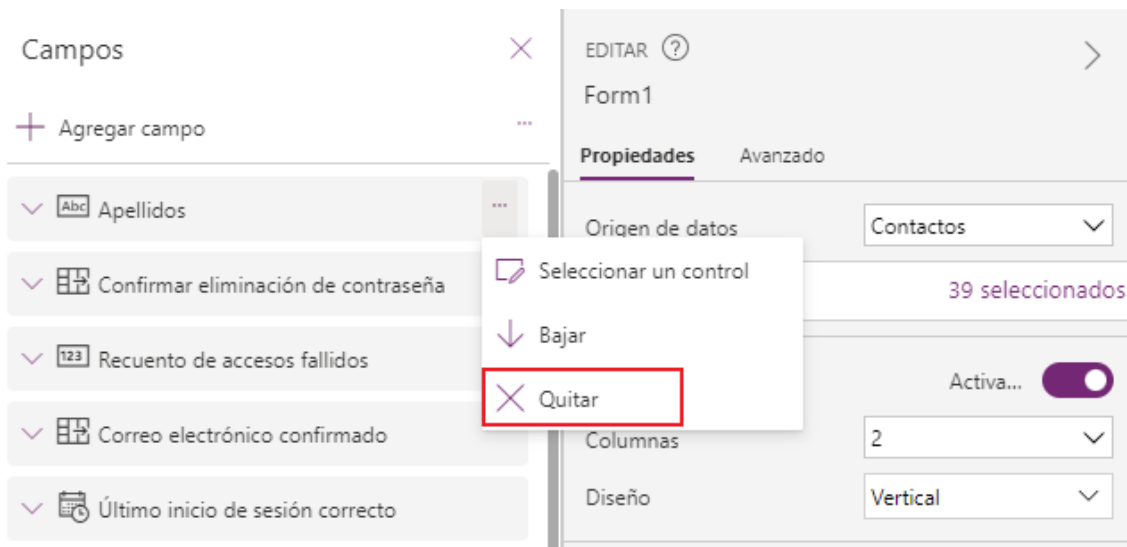 Campos
+ Agregar campo
...
Abc Apellidos
...
Confirmar eliminación de contraseña
123 Recuento de accesos fallidos
Correo electrónico confirmado
Último inicio de sesión correcto
Seleccionar un control
Bajar
Quitar
EDITAR ?
Form1
Propiedades Avanzado
Origen de datos Contactos
39 seleccionados
Activa...
Columnas 2
Diseño Vertical